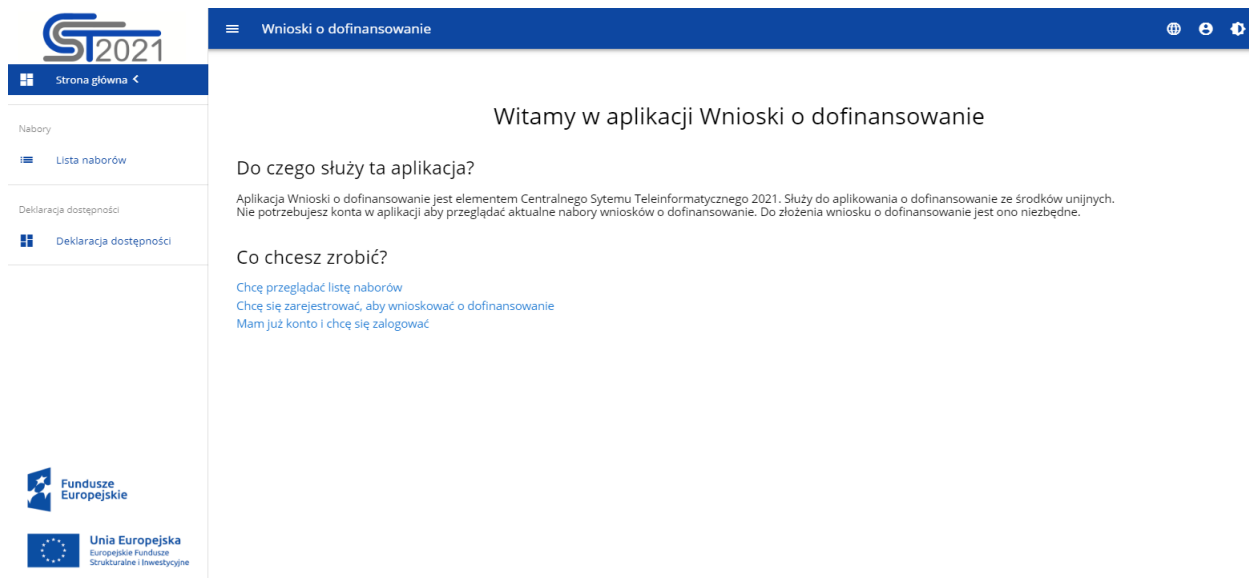 CST2021
Wnioski o dofinansowanie
Strona główna <
Nabory
Lista naborów
Deklaracja dostępności
Deklaracja dostępności
Fundusze
Europejskie
Unia Europejska
Europejskie Fundusze
Strukturalne i Inwestycyjne
Witamy w aplikacji Wnioski o dofinansowanie
Do czego służy ta aplikacja?
Aplikacja Wnioski o dofinansowanie jest elementem Centralnego Sytemu Teleinformatycznego 2021. Służy do aplikowania o dofinansowanie ze środków unijnych.
Nie potrzebujesz konta w aplikacji aby przeglądać aktualne nabory wniosków o dofinansowanie. Do złożenia wniosku o dofinansowanie jest ono niezbędne.
Co chcesz zrobić?
Chcę przeglądać listę naborów
Chcę się zarejestrować, aby wnioskować o dofinansowanie
Mam już konto i chcę się zalogować